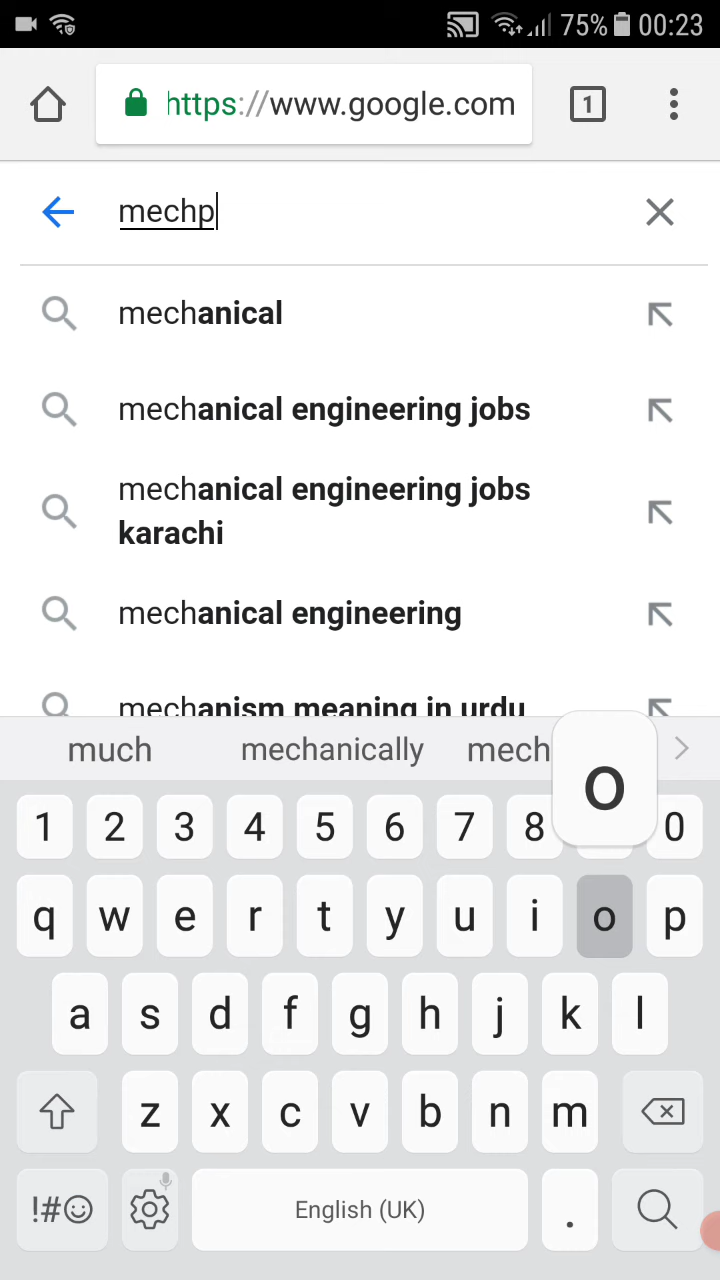 75% 00:23
https://www.google.com 1
mechp
mechanical
mechanical engineering jobs
mechanical engineering jobs
karachi
mechanical engineering
mechanism meaning in urdu
much mechanically mech
o
1 2 3 4 5 6 7 8 0
q w e r t y u i o p
a s d f g h j k l
z x c v b n m
!#☺ English (UK) .